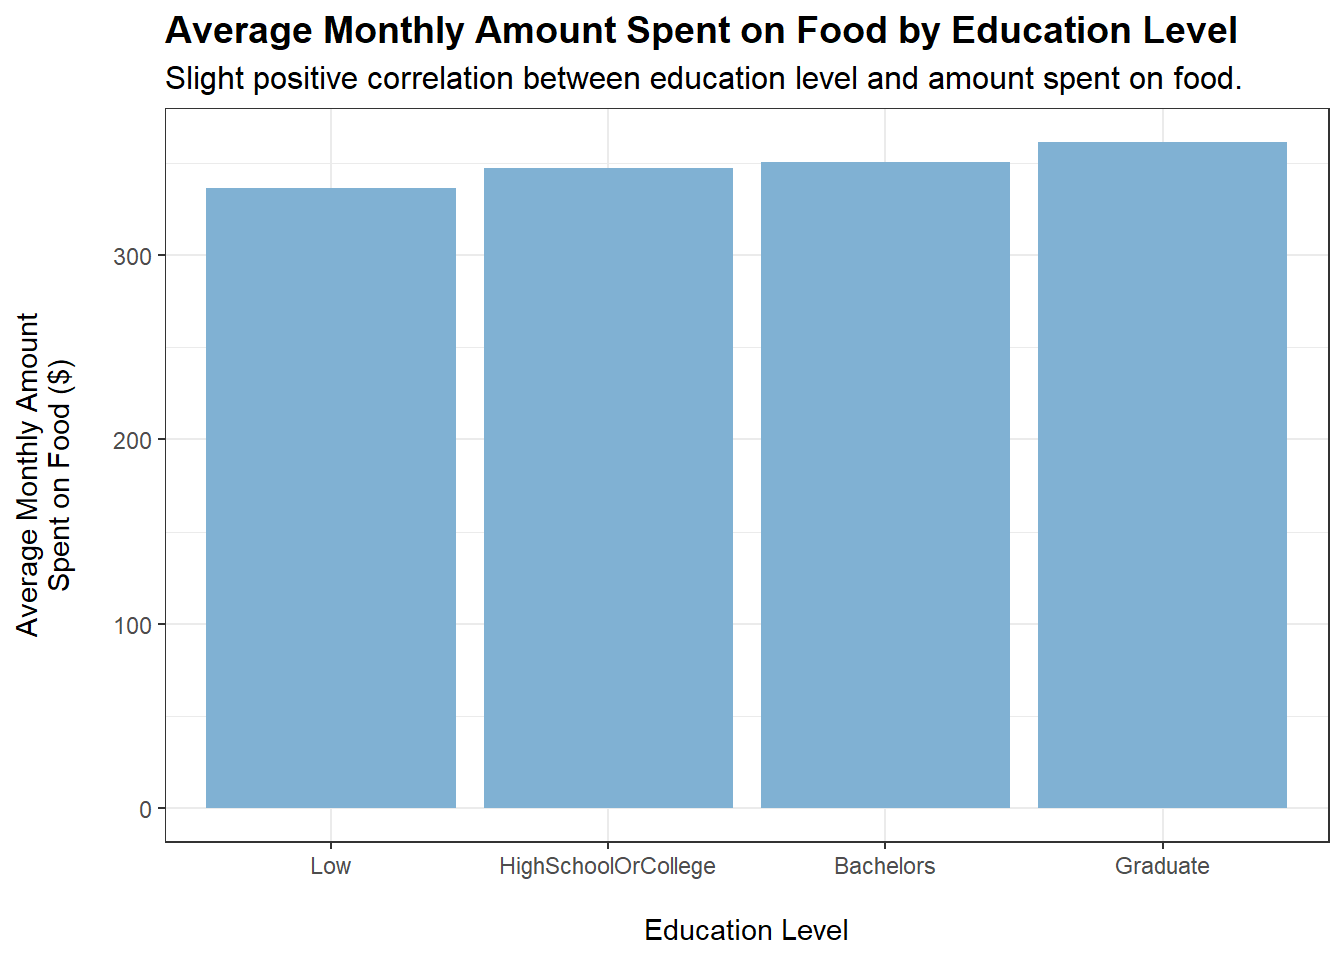 Average Monthly Amount Spent on Food by Education Level
Slight positive correlation between education level and amount spent on food.
Average Monthly Amount
Spent on Food ($)
300
200
100
0
Low
HighSchoolOrCollege
Bachelors
Graduate
Education Level